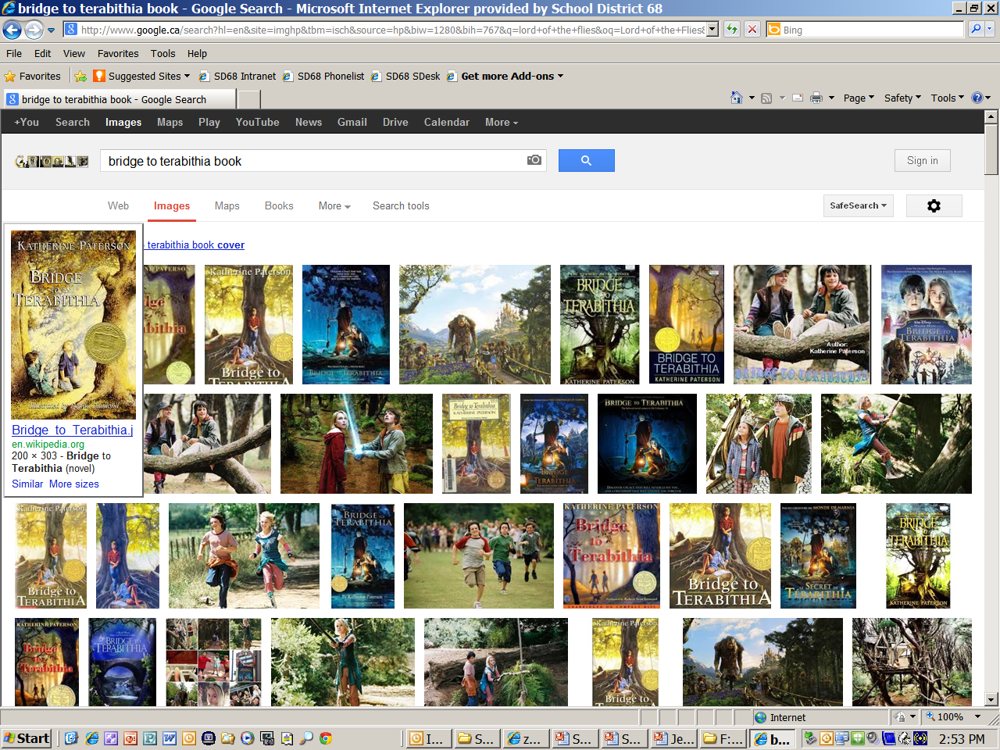 bridge to terabithia book - Google Search - Microsoft Internet Explorer provided by School District 68
http://www.google.ca/search?hl=en&site=imghp&tbm=isch&source=hp&biw=1280&bih=767&q=lord+of+the+flies&oq=Lord+of+the+Flies&
Bing
File Edit View Favorites Tools Help
Favorites Suggested Sites SD68 Intranet SD68 Phonelist SD68 SDesk Get more Add-ons
bridge to terabithia book - Google Search
Page Safety Tools
+You Search Images Maps Play YouTube News Gmail Drive Calendar More
bridge to terabithia book
Sign in
Web Images Maps Books More Search tools
SafeSearch
terabithia book cover
KATHERINE PATERSON
BRIDGE
TO
TERABITHIA
Bridge_to_Terabithia.j
en.wikipedia.org
200 × 303 - Bridge to
Terabithia (novel)
Similar More sizes
Katherine Paterson
Bridge to
TERABITHIA
BRIDGE
TERABITHIA
KATHERINE PATERSON
BRIDGE TO
TERABITHIA
KATHERINE PATERSON
Author:
Katherine Paterson
BRIDGE TO TERABITHIA
BRIDGE TO
TERABITHIA
Bridge to Terabithia
KATHERINE PATERSON
Katherine Paterson
Bridge to
TERABITHIA
BRIDGE TO
TERABITHIA
By Katherine Paterson
KATHERINE PATERSON
Bridge
to
Terabithia
Bridge to
TERABITHIA
LE SECRET DE
TERABITHIA
BRIDGE
TERABITHIA
KATHERINE PATERSON
KATHERINE PATERSON
Bridge
to
Terabithia
BRIDGE TO
TERABITHIA
Katherine Paterson
Bridge to
Internet
100%
Start
I...
S...
z...
S...
S...
Je...
F:...
b...
2:53 PM